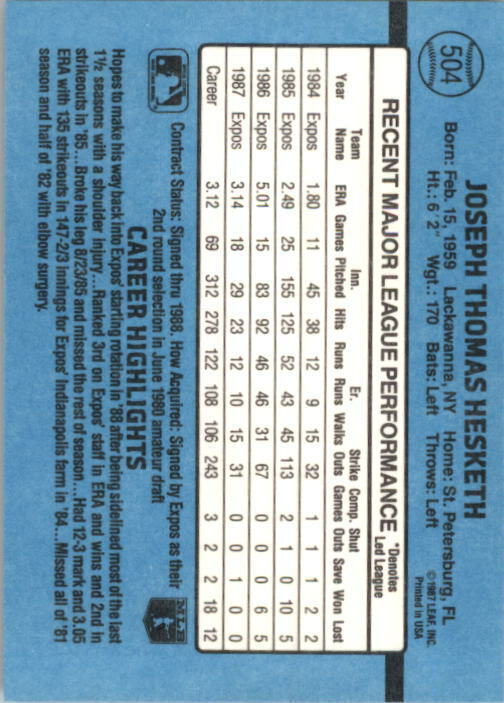 504
JOSEPH THOMAS HESKETH
Born: Feb. 15, 1959 Lackawanna, NY Home: St. Petersburg, FL
Ht.: 6'2" Wgt.: 170 Bats: Left Throws: Left
©1987 LEAF, INC.
Printed in USA
RECENT MAJOR LEAGUE PERFORMANCE *Denotes
Led League
Team Inn. Er. Strike Comp. Shut
Year Name ERA Games Pitched Hits Runs Runs Walks Outs Games Outs Save Won Lost
1984 Expos 1.80 11 45 38 12 9 15 32 1 1 1 2 2
1985 Expos 2.49 25 155 125 52 43 45 113 2 1 0 10 5
1986 Expos 5.01 15 83 92 46 46 31 67 0 0 0 6 5
1987 Expos 3.14 18 29 23 12 10 15 31 0 0 1 0 0
Career 3.12 69 312 278 122 108 106 243 3 2 2 18 12
Contract Status: Signed thru 1988. How Acquired: Signed by Expos as their
2nd round selection in June 1980 amateur draft
MLB
CAREER HIGHLIGHTS
Hopes to make his way back into Expos' starting rotation in '88 after being sidelined most of the last
1½ seasons with a shoulder injury...Ranked 3rd on Expos' staff in ERA and wins and 2nd in
strikeouts in '85...Broke his leg 8/23/85 and missed the rest of season...Had 12-3 mark and 3.05
ERA with 135 strikeouts in 147-2/3 innings for Expos' Indianapolis farm in '84...Missed all of '81
season and half of '82 with elbow surgery.